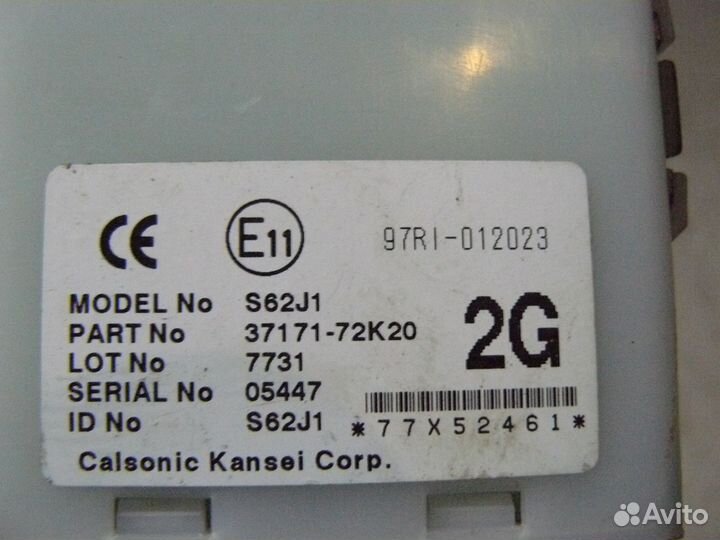 CE E11 97RI-012023
MODEL No S62J1
PART No 37171-72K20
LOT No 7731
SERIAL No 05447
ID No S62J1
2G
*77X52461*
Calsonic Kansei Corp.
Avito